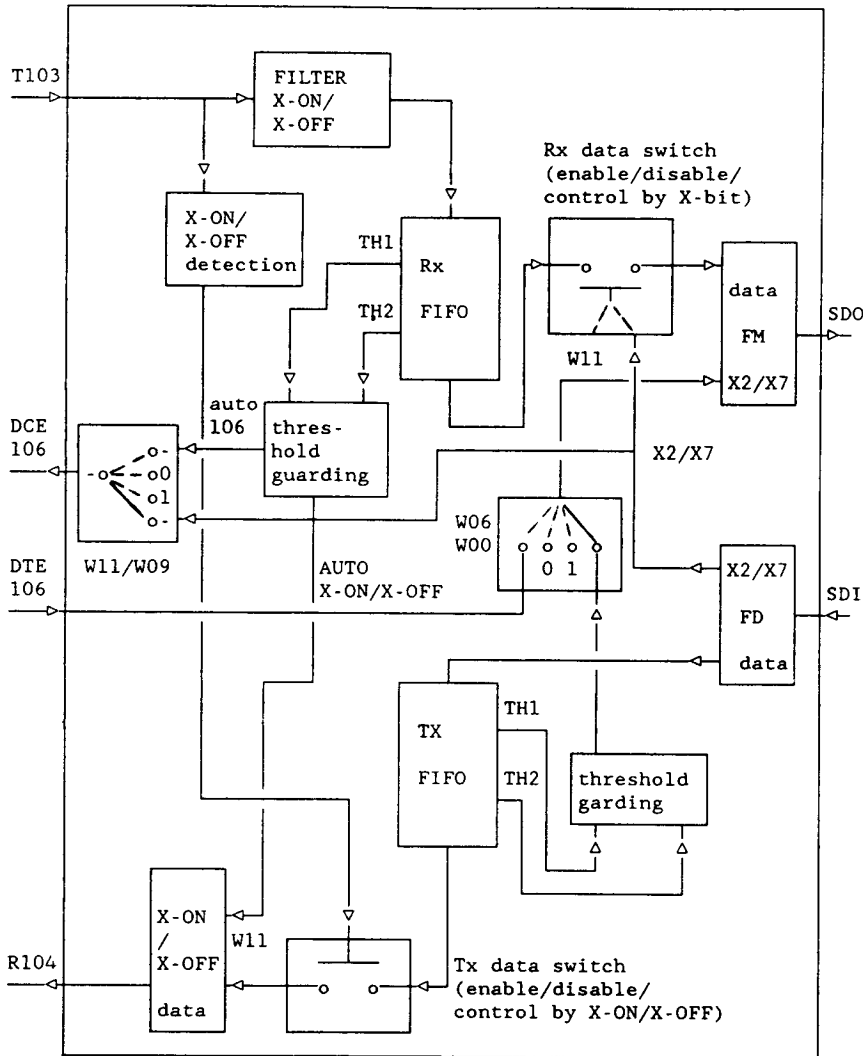 T103
FILTER
X-ON/
X-OFF
X-ON/
X-OFF
detection
Rx data switch
(enable/disable/
control by X-bit)
TH1
TH2
Rx
FIFO
data
FM
X2/X7
SDO
W11
auto
106
thres-
hold
guarding
DCE
106
-
0
1
-
-
W11/W09
X2/X7
W06
W00
0 1
DTE
106
AUTO
X-ON/X-OFF
X2/X7
FD
data
SDI
TX
FIFO
TH1
TH2
threshold
garding
X-ON
/
X-OFF
data
W11
R104
Tx data switch
(enable/disable/
control by X-ON/X-OFF)